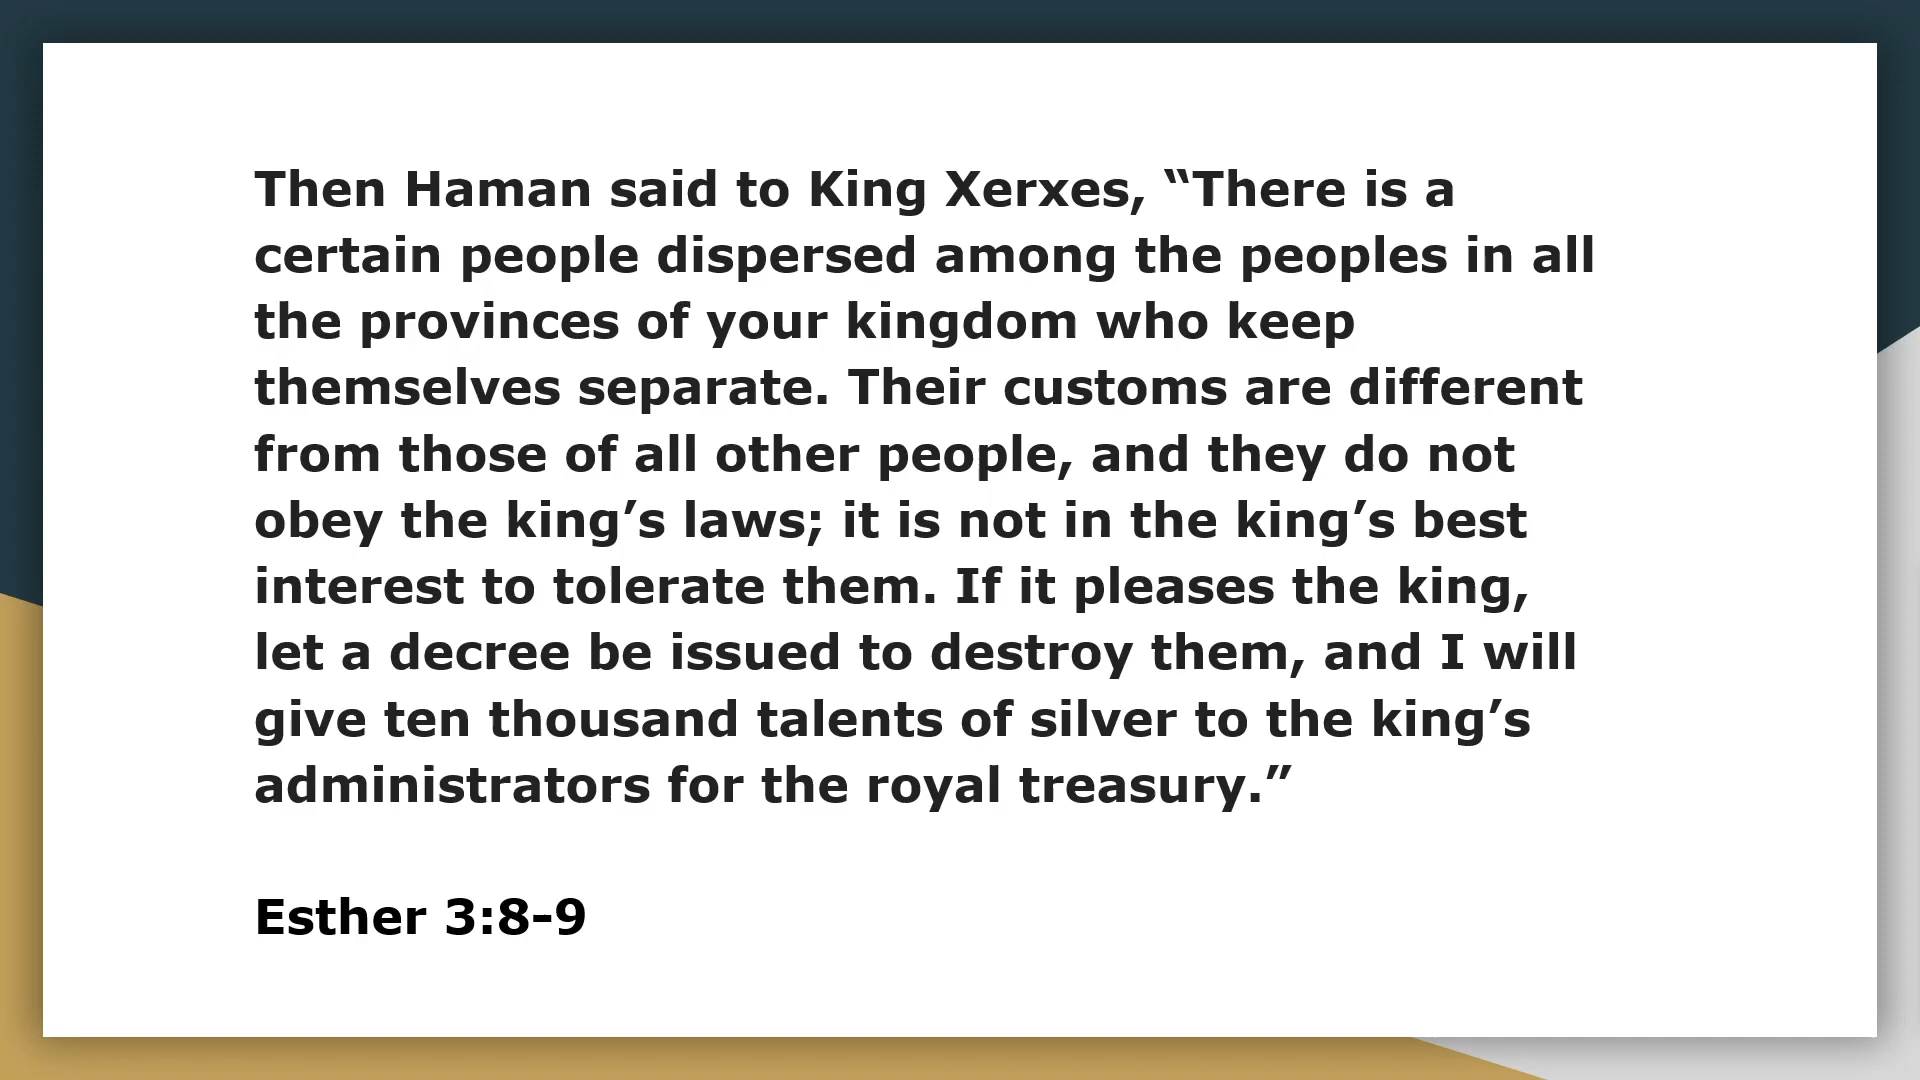 Then Haman said to King Xerxes, “There is a
certain people dispersed among the peoples in all
the provinces of your kingdom who keep
themselves separate. Their customs are different
from those of all other people, and they do not
obey the king’s laws; it is not in the king’s best
interest to tolerate them. If it pleases the king,
let a decree be issued to destroy them, and I will
give ten thousand talents of silver to the king’s
administrators for the royal treasury.”
Esther 3:8-9